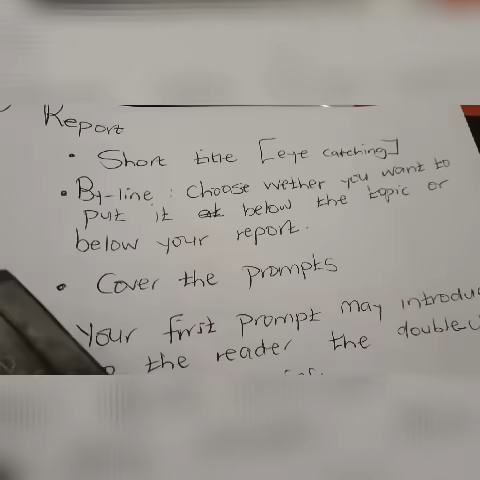 Report
• Short title [eye catching]
• By-line : Choose wether you want to
put it at below the topic or
below your report.
• Cover the prompts
Your first prompt may introdu
the reader the double